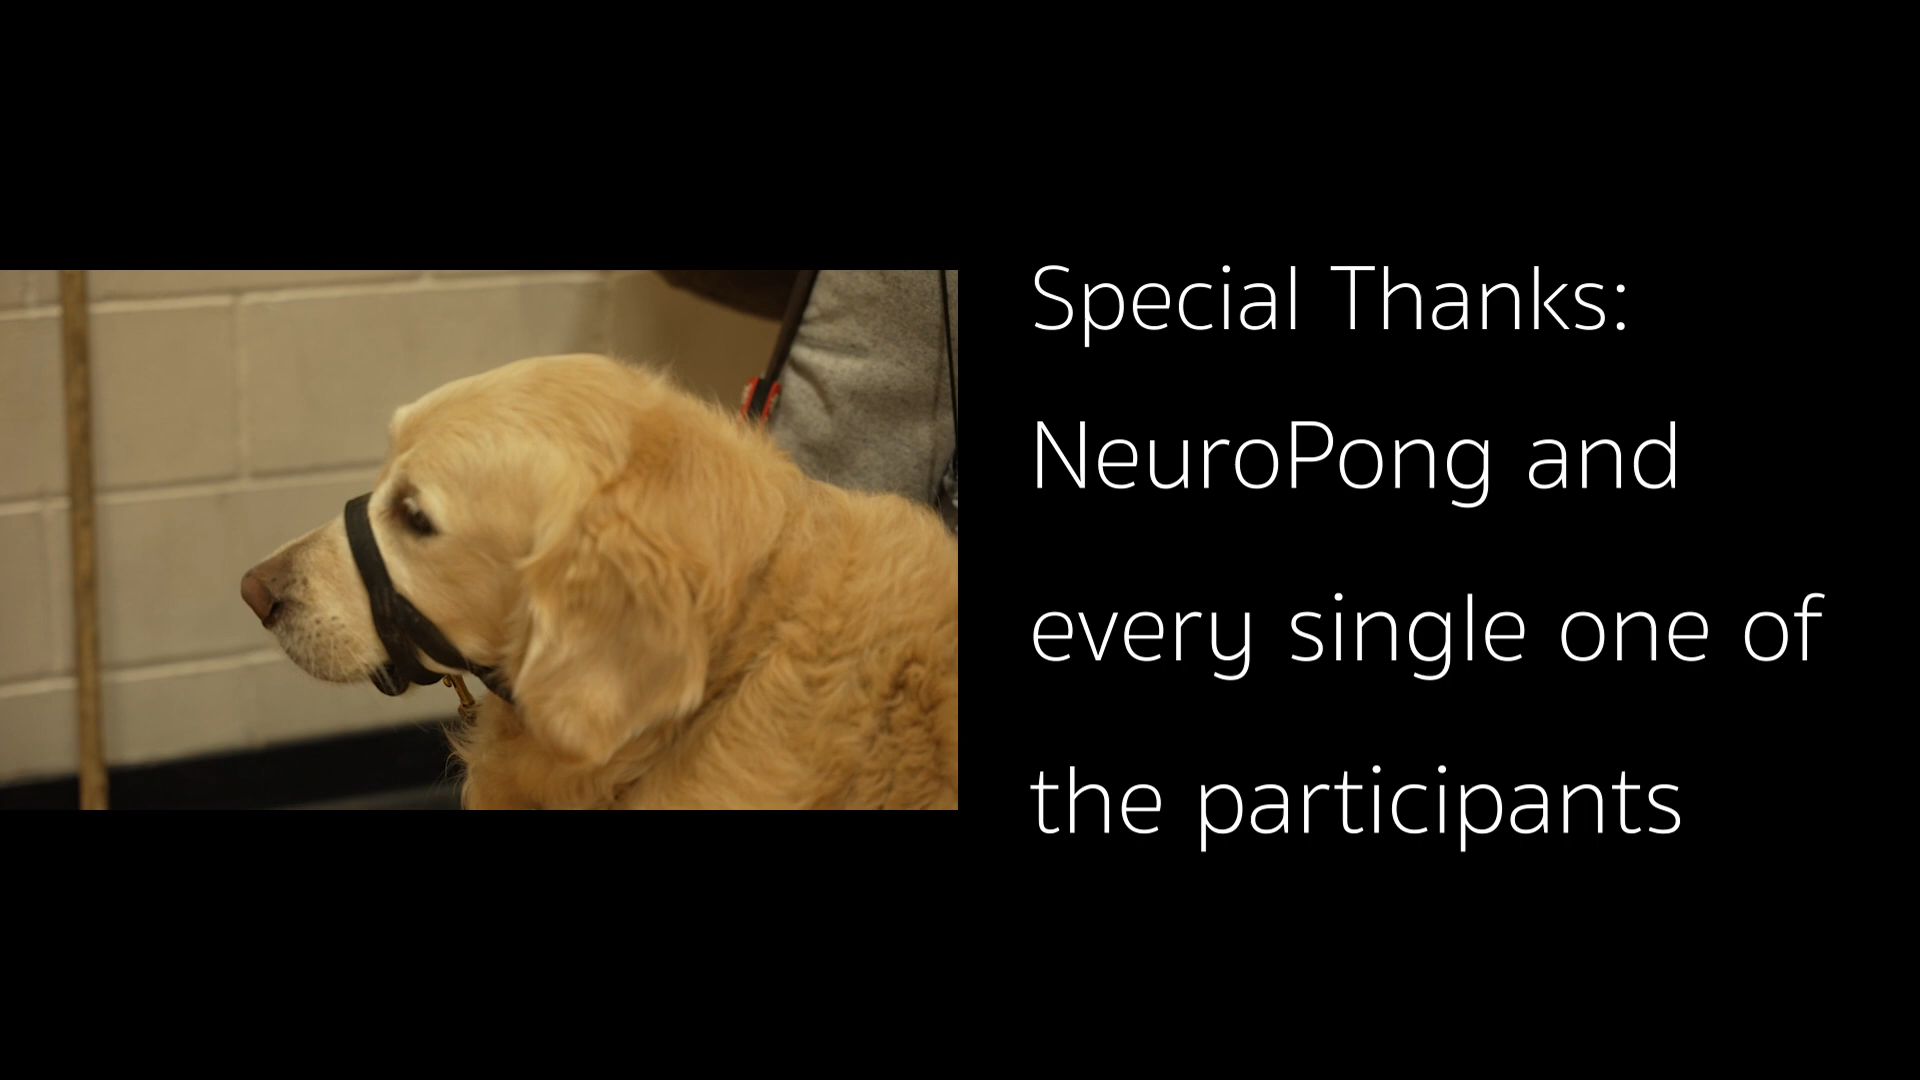 Special Thanks:
NeuroPong and
every single one of
the participants